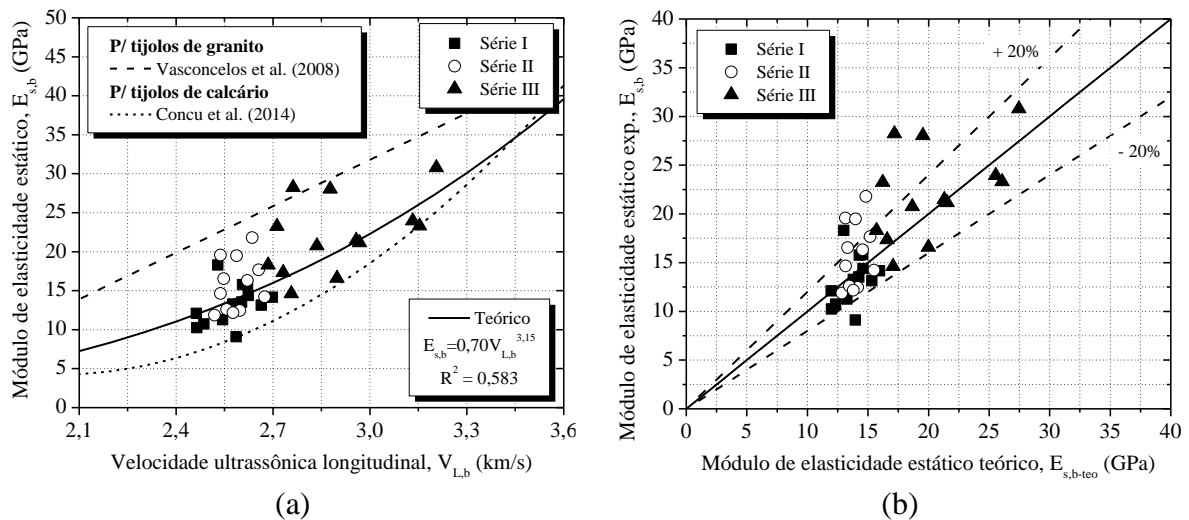 50
45
40
35
30
25
20
15
10
5
0
2,1
2,4
2,7
3,0
3,3
3,6
Módulo de elasticidade estático, E_s,b (GPa)
Velocidade ultrassônica longitudinal, V_L,b (km/s)
P/ tijolos de granito
Vasconcelos et al. (2008)
P/ tijolos de calcário
Concu et al. (2014)
Série I
Série II
Série III
Teórico
E_s,b=0,70V_L,b^3,15
R^2 = 0,583
(a)
40
35
30
25
20
15
10
5
0
0
5
10
15
20
25
30
35
40
Módulo de elasticidade estático exp., E_s,b (GPa)
Módulo de elasticidade estático teórico, E_s,b-teo (GPa)
Série I
Série II
Série III
+ 20%
- 20%
(b)